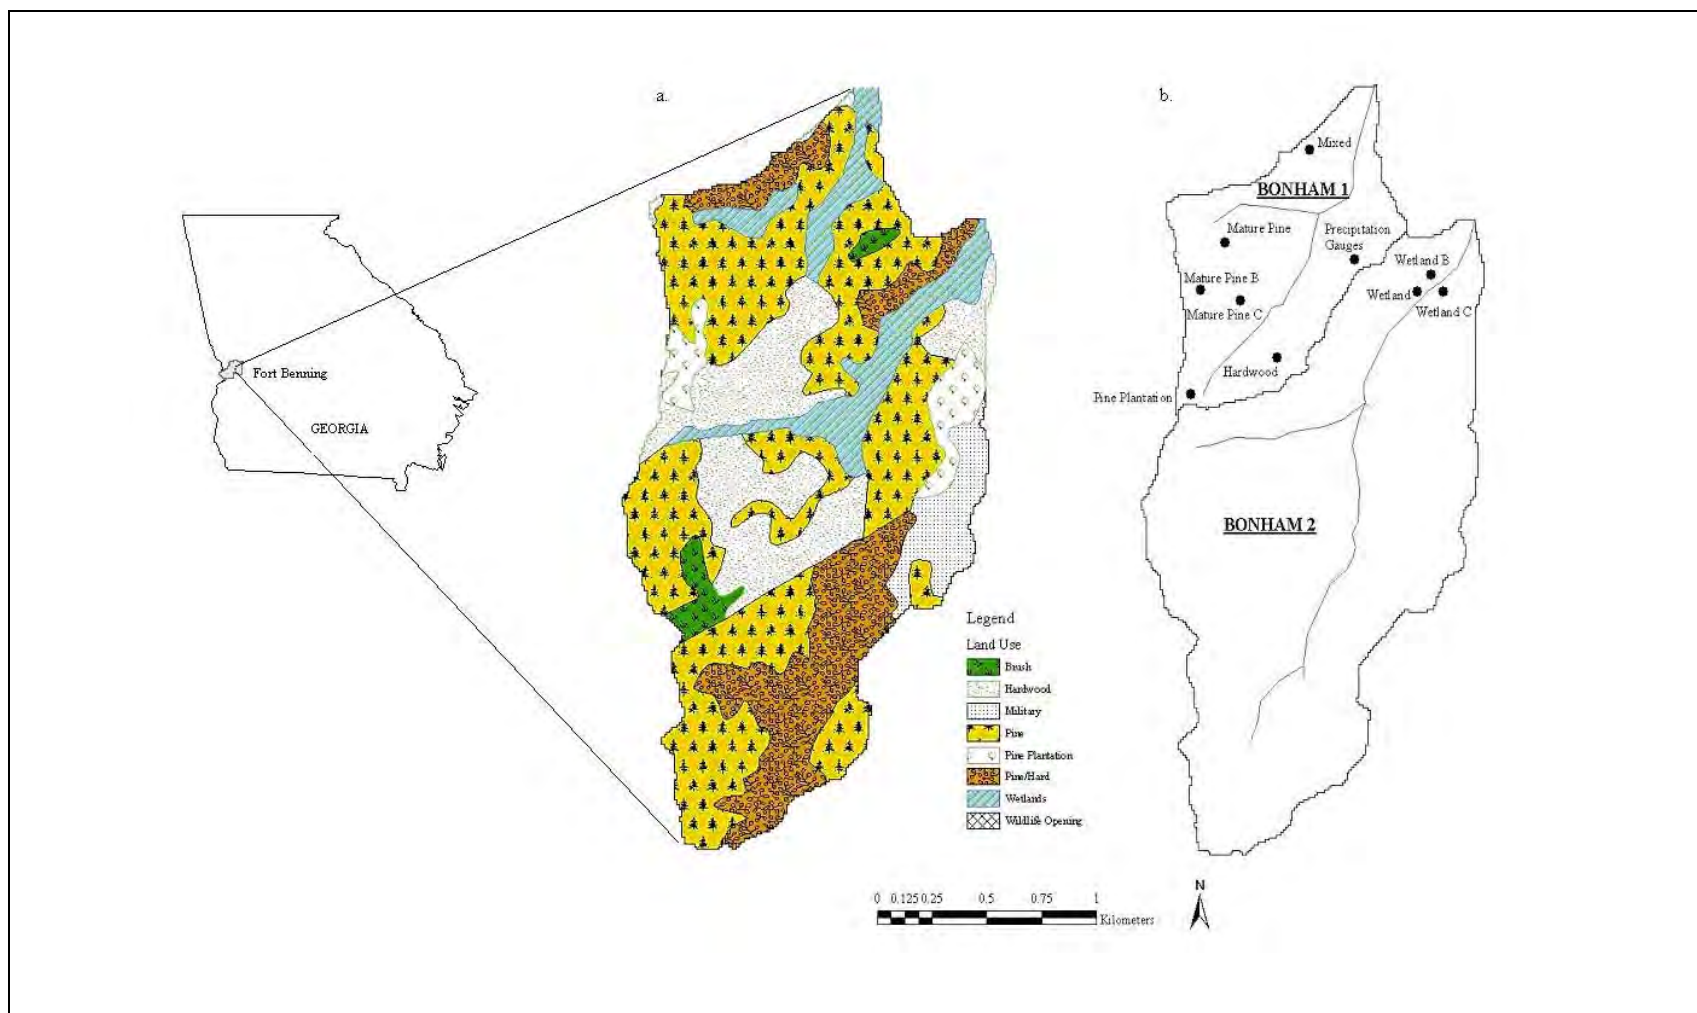 a.
b.
Mixed
BONHAM 1
Mature Pine
Precipitation
Gauges
Wetland B
Mature Pine B
Wetland
Mature Pine C
Wetland C
Hardwood
Pine Plantation
Fort Benning
GEORGIA
BONHAM 2
Legend
Land Use
Brush
Hardwood
Military
Pine
Pine Plantation
Pine/Hard
Wetlands
Wildlife Opening
N
0 0.125 0.25 0.5 0.75 1
Kilometers